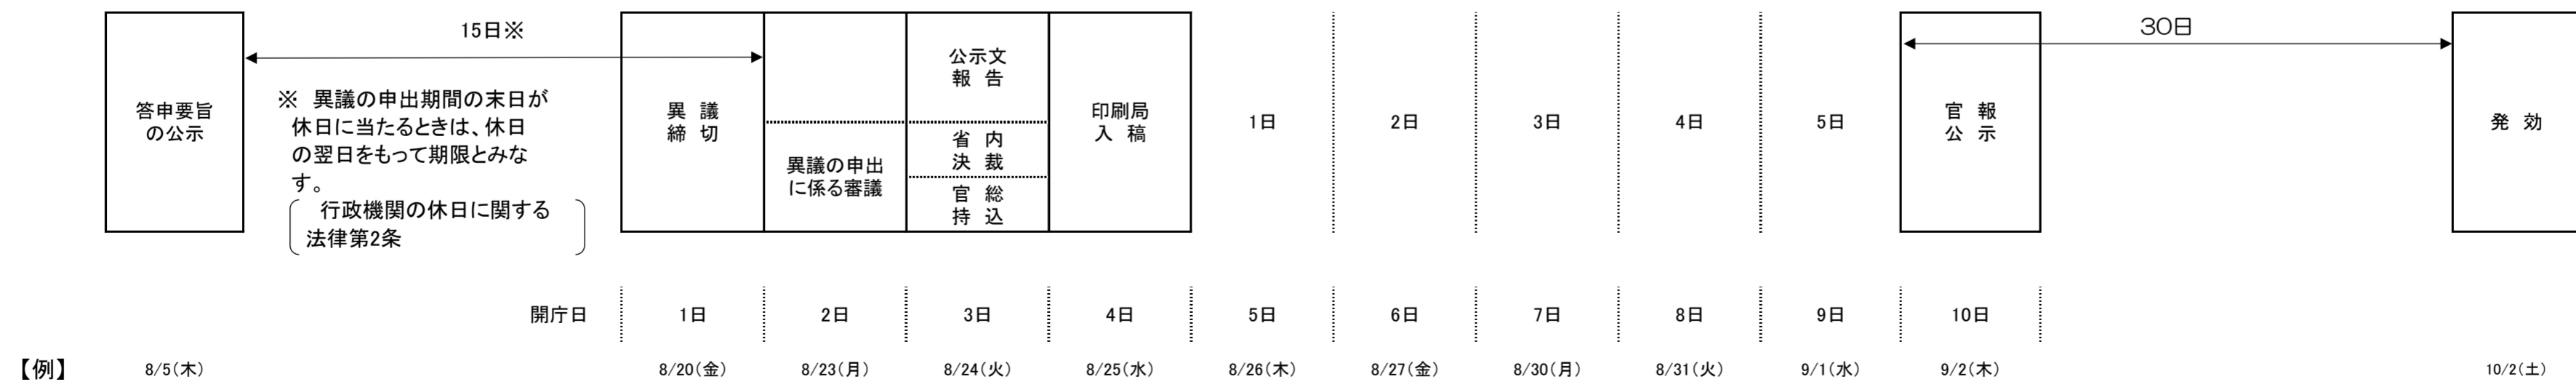 15日※
30日
答申要旨
の公示
※ 異議の申出期間の末日が
休日に当たるときは、休日
の翌日をもって期限とみな
す。
行政機関の休日に関する
法律第2条
異 議
締 切
異議の申出
に係る審議
公示文
報 告
省 内
決 裁
官 総
持 込
印刷局
入 稿
1日
2日
3日
4日
5日
官 報
公 示
発 効
開庁日 1日 2日 3日 4日 5日 6日 7日 8日 9日 10日
【例】 8/5(木) 8/20(金) 8/23(月) 8/24(火) 8/25(水) 8/26(木) 8/27(金) 8/30(月) 8/31(火) 9/1(水) 9/2(木) 10/2(土)